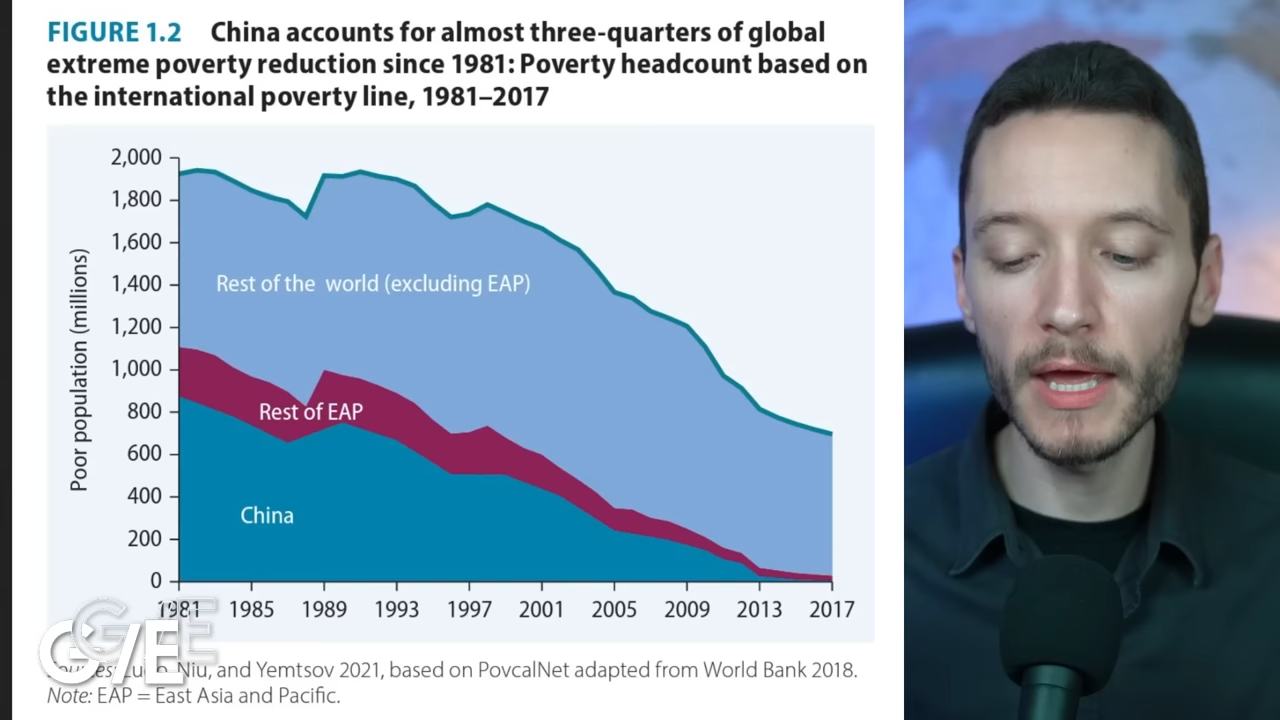 FIGURE 1.2 China accounts for almost three-quarters of global
extreme poverty reduction since 1981: Poverty headcount based on
the international poverty line, 1981–2017
Poor population (millions)
2,000
1,800
1,600
1,400
1,200
1,000
800
600
400
200
0
Rest of the world (excluding EAP)
Rest of EAP
China
1981 1985 1989 1993 1997 2001 2005 2009 2013 2017
G/E
Niu, and Yemtsov 2021, based on PovcalNet adapted from World Bank 2018.
Note: EAP = East Asia and Pacific.